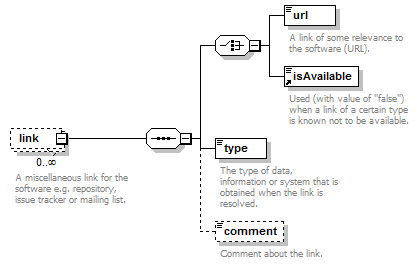 url
A link of some relevance to
the software (URL).
isAvailable
Used (with value of "false")
when a link of a certain type
is known not to be available.
link
0..∞
A miscellaneous link for the
software e.g. repository,
issue tracker or mailing list.
type
The type of data,
information or system that is
obtained when the link is
resolved.
comment
Comment about the link.